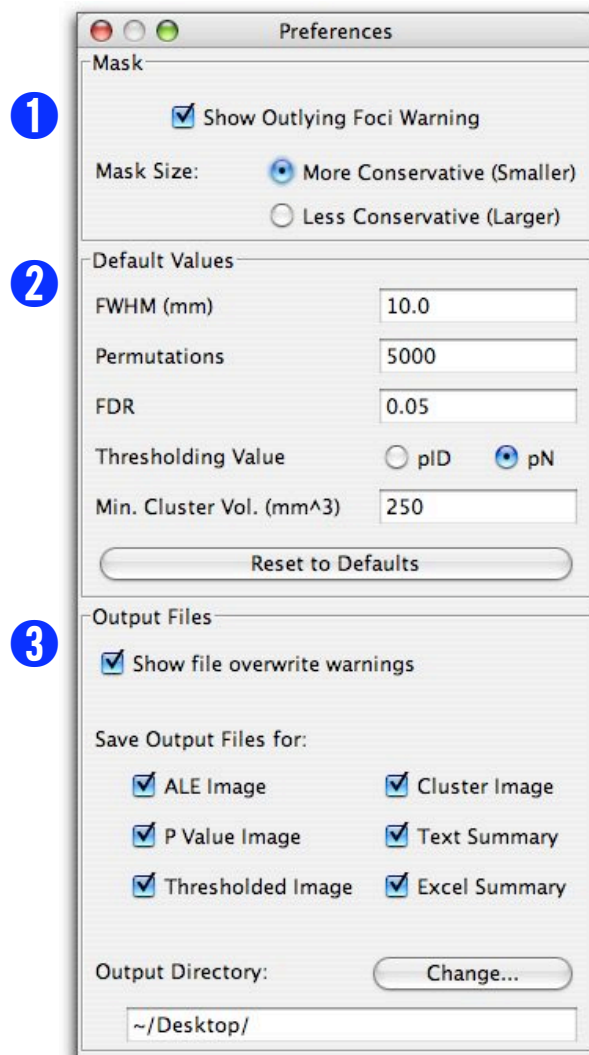 Preferences
Mask
1
Show Outlying Foci Warning
Mask Size: More Conservative (Smaller)
Less Conservative (Larger)
2
Default Values
FWHM (mm) 10.0
Permutations 5000
FDR 0.05
Thresholding Value pID pN
Min. Cluster Vol. (mm^3) 250
Reset to Defaults
3
Output Files
Show file overwrite warnings
Save Output Files for:
ALE Image Cluster Image
P Value Image Text Summary
Thresholded Image Excel Summary
Output Directory: Change...
~/Desktop/